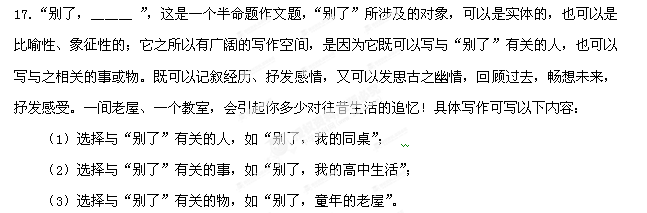 17.“别了，_____ ”，这是一个半命题作文题，“别了”所涉及的对象，可以是实体的，也可以是
比喻性、象征性的；它之所以有广阔的写作空间，是因为它既可以写与“别了”有关的人，也可以
写与之相关的事或物。既可以记叙经历、抒发感情，又可以发思古之幽情，回顾过去，畅想未来，
抒发感受。一间老屋、一个教室，会引起你多少对往昔生活的追忆！具体写作可写以下内容：
（1）选择与“别了”有关的人，如“别了，我的同桌”；
（2）选择与“别了”有关的事，如“别了，我的高中生活”；
（3）选择与“别了”有关的物，如“别了，童年的老屋”。